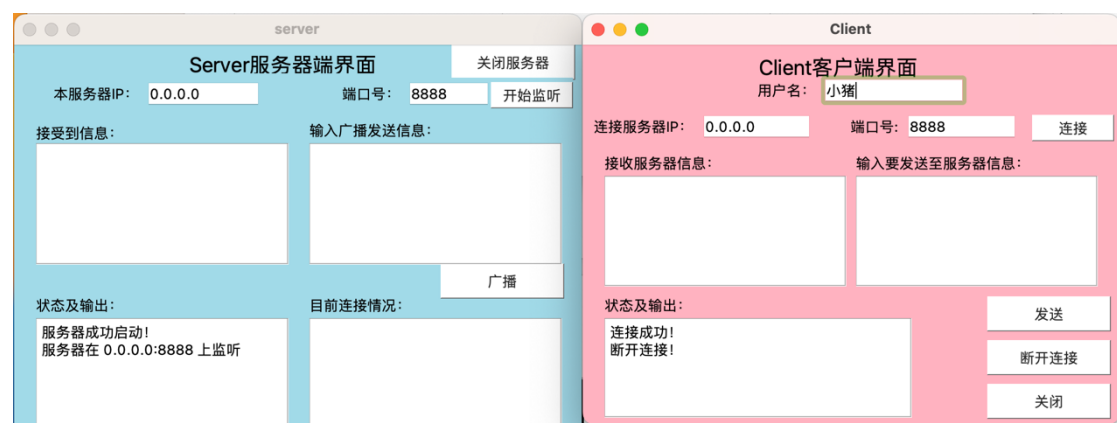 server
Server服务器端界面
关闭服务器
本服务器IP： 0.0.0.0 端口号： 8888 开始监听
接受到信息：
输入广播发送信息：
广播
状态及输出：
目前连接情况：
服务器成功启动！
服务器在 0.0.0.0:8888 上监听
Client
Client客户端界面
用户名： 小猪
连接服务器IP： 0.0.0.0 端口号： 8888 连接
接收服务器信息：
输入要发送至服务器信息：
状态及输出：
连接成功！
断开连接！
发送
断开连接
关闭